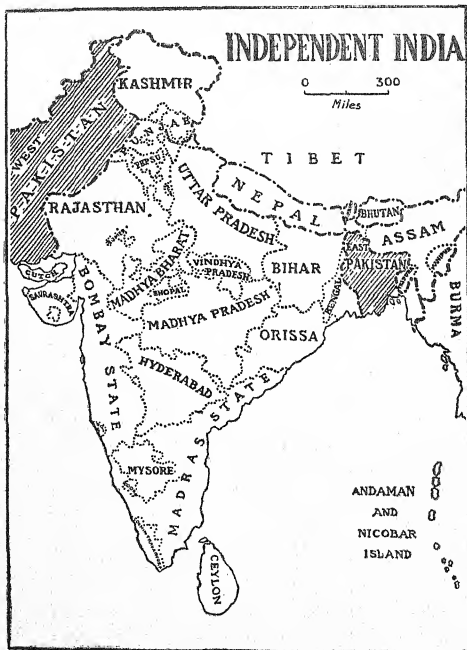 INDEPENDENT INDIA
0 300
Miles
KASHMIR
WEST
PAKISTAN
PUNJAB
PEPSU
TIBET
NEPAL
BHUTAN
ASSAM
RAJASTHAN
UTTAR PRADESH
EAST
PAKISTAN
BURMA
CUTCH
SAURASHTRA
MADHYA BHARAT
VINDHYA
PRADESH
BHOPAL
BIHAR
BENGAL
MADHYA PRADESH
ORISSA
BOMBAY STATE
HYDERABAD
MADRAS STATE
MYSORE
ANDAMAN
AND
NICOBAR
ISLAND
CEYLON